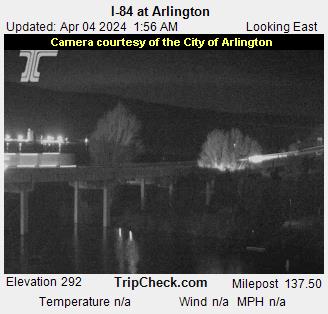 I-84 at Arlington
Updated: Apr 04 2024 1:56 AM Looking East
Camera courtesy of the City of Arlington
Elevation 292 TripCheck.com Milepost 137.50
Temperature n/a Wind n/a MPH n/a